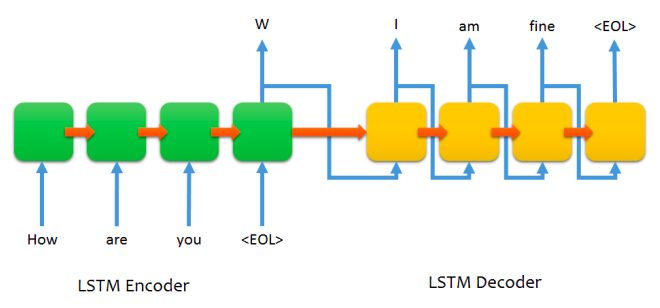 W I am fine <EOL>
How are you <EOL>
LSTM Encoder LSTM Decoder